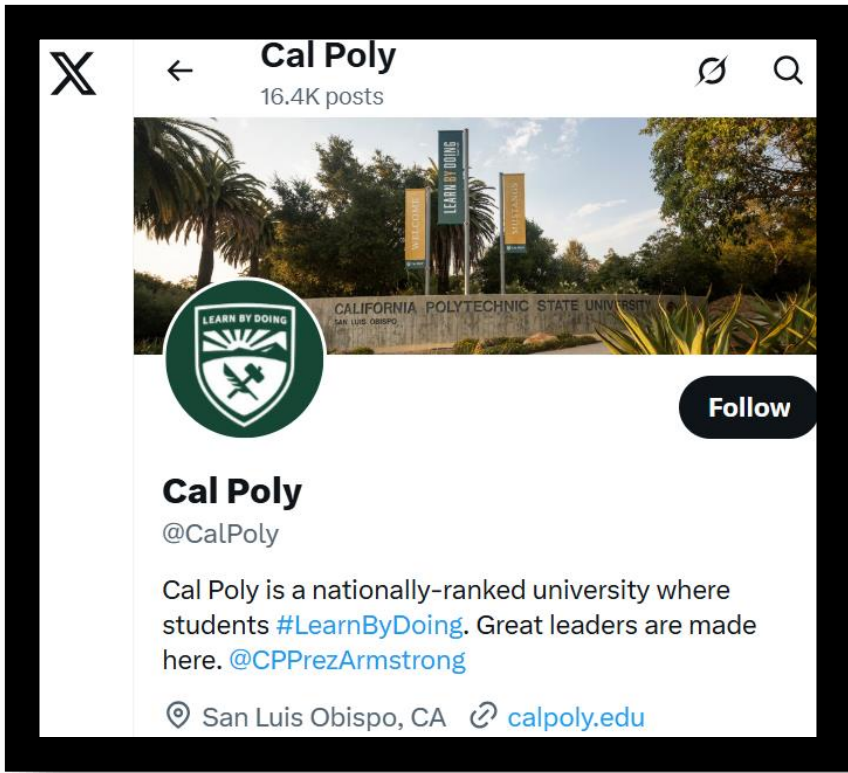 Cal Poly
16.4K posts
WELCOME
LEARN BY DOING
MUSTANGS
CALIFORNIA POLYTECHNIC STATE UNIVERSITY
SAN LUIS OBISPO
LEARN BY DOING
Follow
Cal Poly
@CalPoly
Cal Poly is a nationally-ranked university where
students #LearnByDoing. Great leaders are made
here. @CPPrezArmstrong
San Luis Obispo, CA calpoly.edu